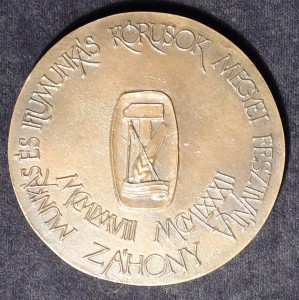 MUNKÁS ÉS IFJUMUNKÁS KÓRUSOK MEGYEI FESZTIVÁLJA
ZÁHONY
MCMLXXVIII MCMLXXXII